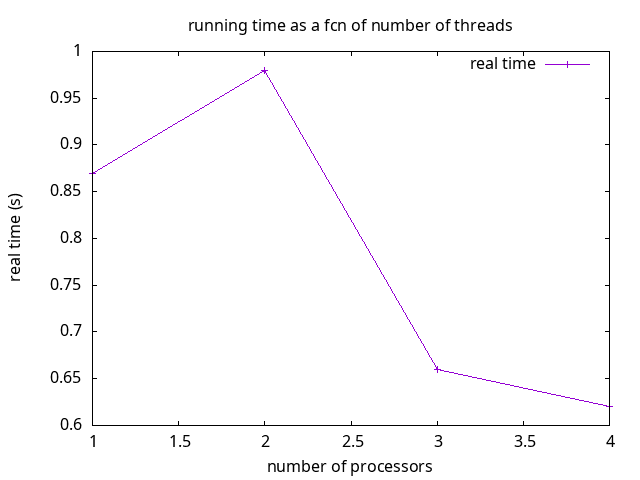 running time as a fcn of number of threads
real time
1
0.95
0.9
0.85
0.8
0.75
0.7
0.65
0.6
real time (s)
1 1.5 2 2.5 3 3.5 4
number of processors